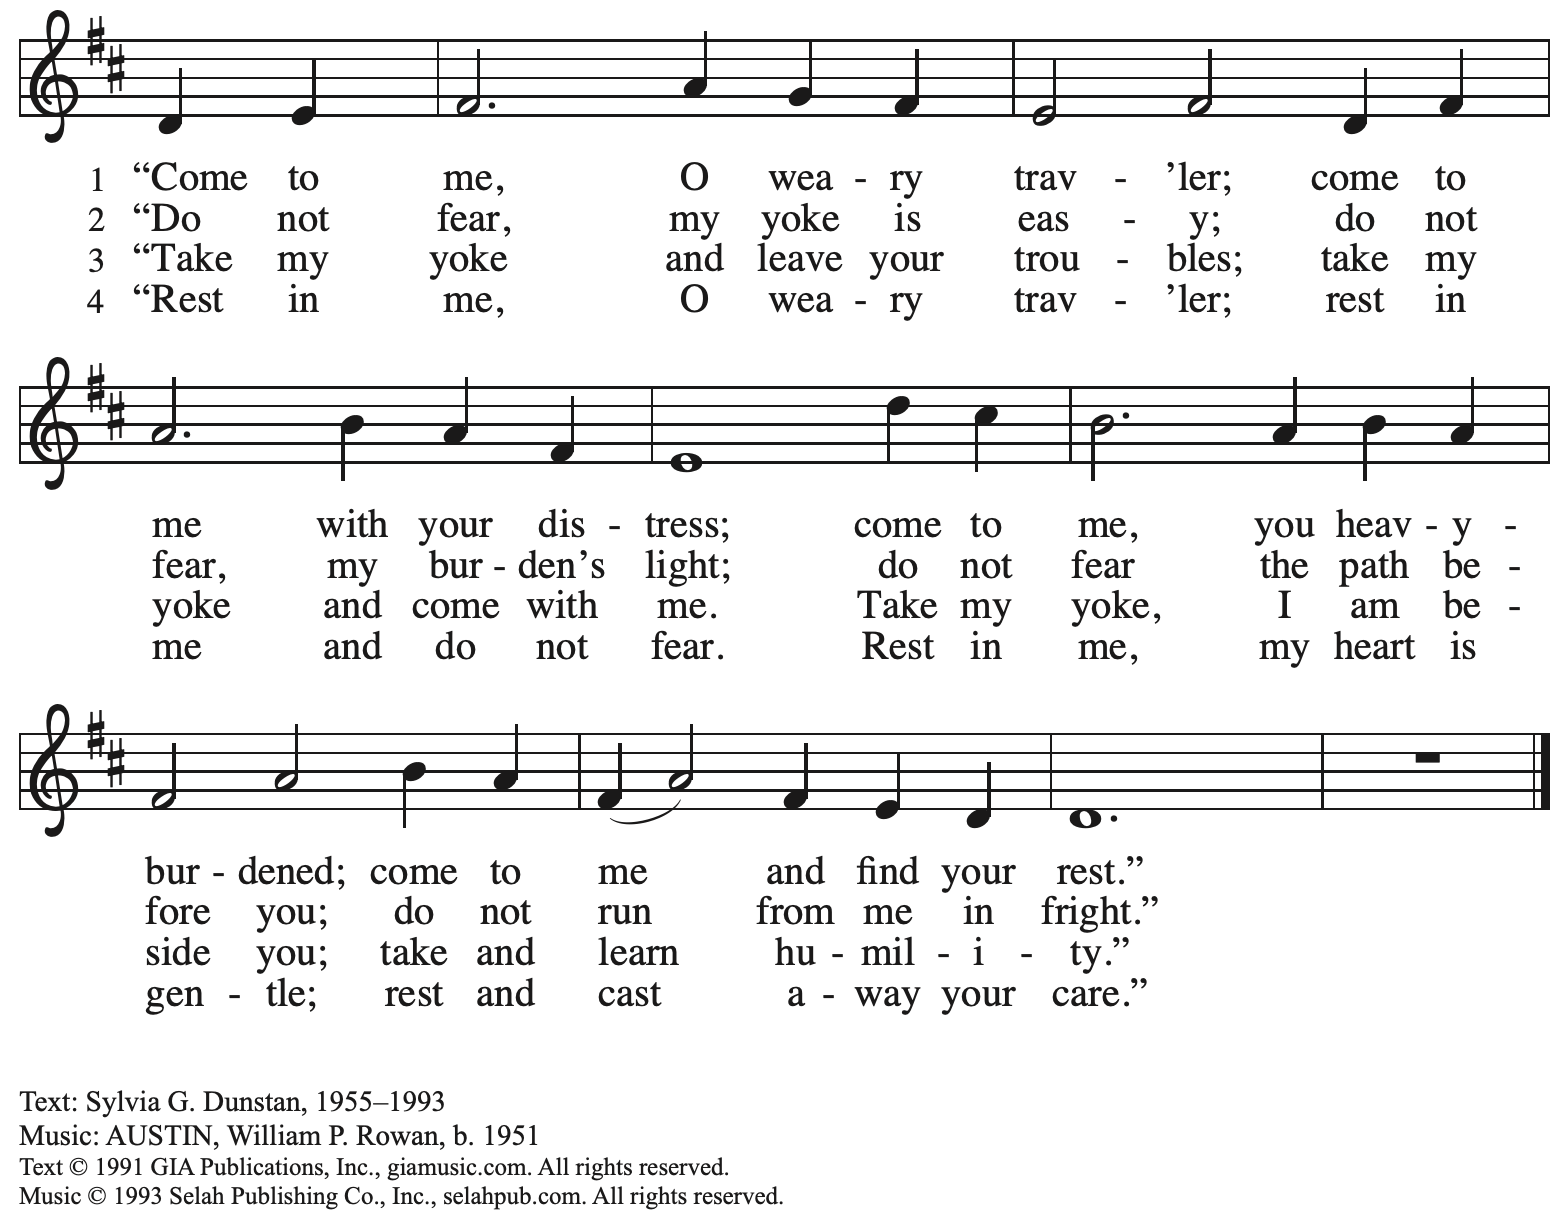 1 “Come to me, O wea - ry trav - ’ler; come to
2 “Do not fear, my yoke is eas - y; do not
3 “Take my yoke and leave your trou - bles; take my
4 “Rest in me, O wea - ry trav - ’ler; rest in
me with your dis - tress; come to me, you heav - y -
fear, my bur - den’s light; do not fear the path be -
yoke and come with me. Take my yoke, I am be -
me and do not fear. Rest in me, my heart is
bur - dened; come to me and find your rest.”
fore you; do not run from me in fright.”
side you; take and learn hu - mil - i - ty.”
gen - tle; rest and cast a - way your care.”
Text: Sylvia G. Dunstan, 1955–1993
Music: AUSTIN, William P. Rowan, b. 1951
Text © 1991 GIA Publications, Inc., giamusic.com. All rights reserved.
Music © 1993 Selah Publishing Co., Inc., selahpub.com. All rights reserved.